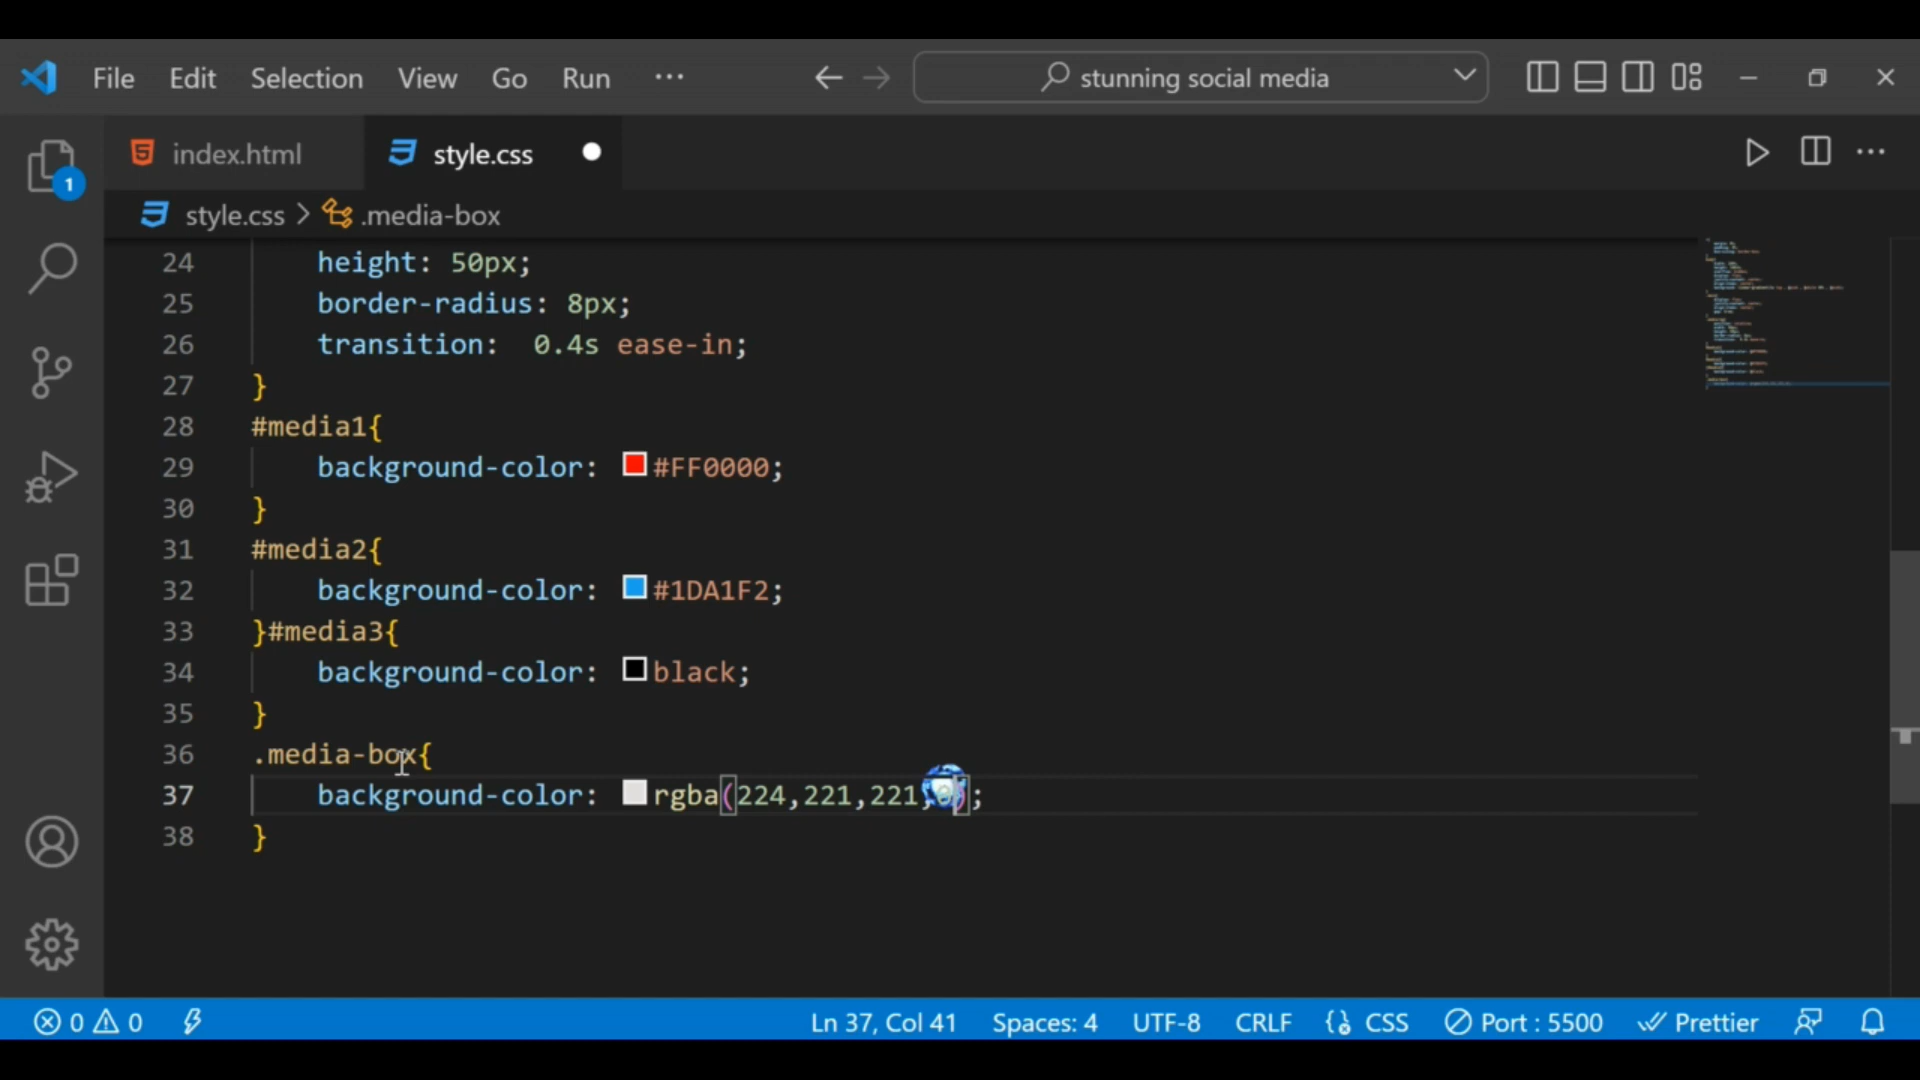 File Edit Selection View Go Run ··· stunning social media
1
index.html style.css
style.css > .media-box
24 height: 50px;
25 border-radius: 8px;
26 transition:  0.4s ease-in;
27 }
28 #media1{
29 background-color: #FF0000;
30 }
31 #media2{
32 background-color: #1DA1F2;
33 }#media3{
34 background-color: black;
35 }
36 .media-box{
37 background-color: rgba(224,221,221, );
38 }
0 0 Ln 37, Col 41 Spaces: 4 UTF-8 CRLF CSS Port : 5500 Prettier